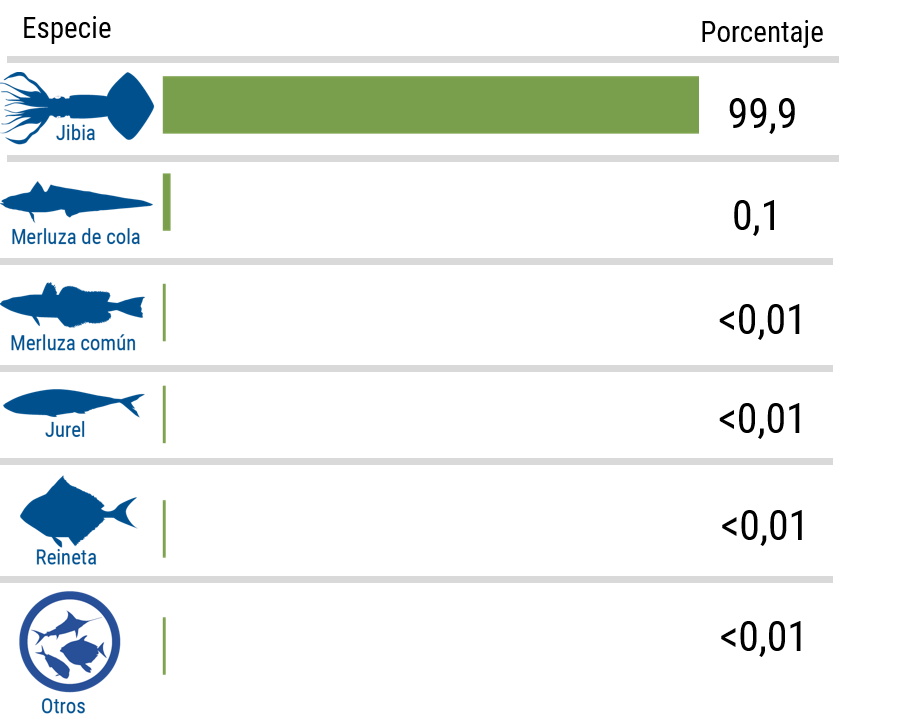 Especie
Porcentaje
Jibia
99,9
Merluza de cola
0,1
Merluza común
<0,01
Jurel
<0,01
Reineta
<0,01
Otros
<0,01